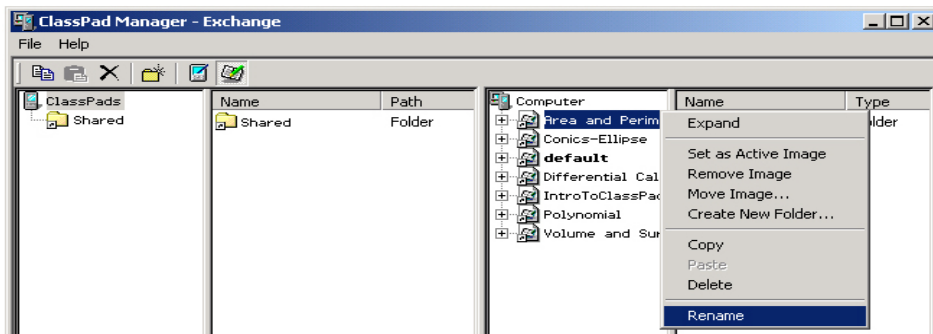 ClassPad Manager - Exchange
File Help
ClassPads
Shared
Name Path
Shared Folder
Computer
Area and Perim
Conics-Ellipse
default
Differential Cal
IntroToClassPa
Polynomial
Volume and Sur
Name Type
lder
Expand
Set as Active Image
Remove Image
Move Image...
Create New Folder...
Copy
Paste
Delete
Rename